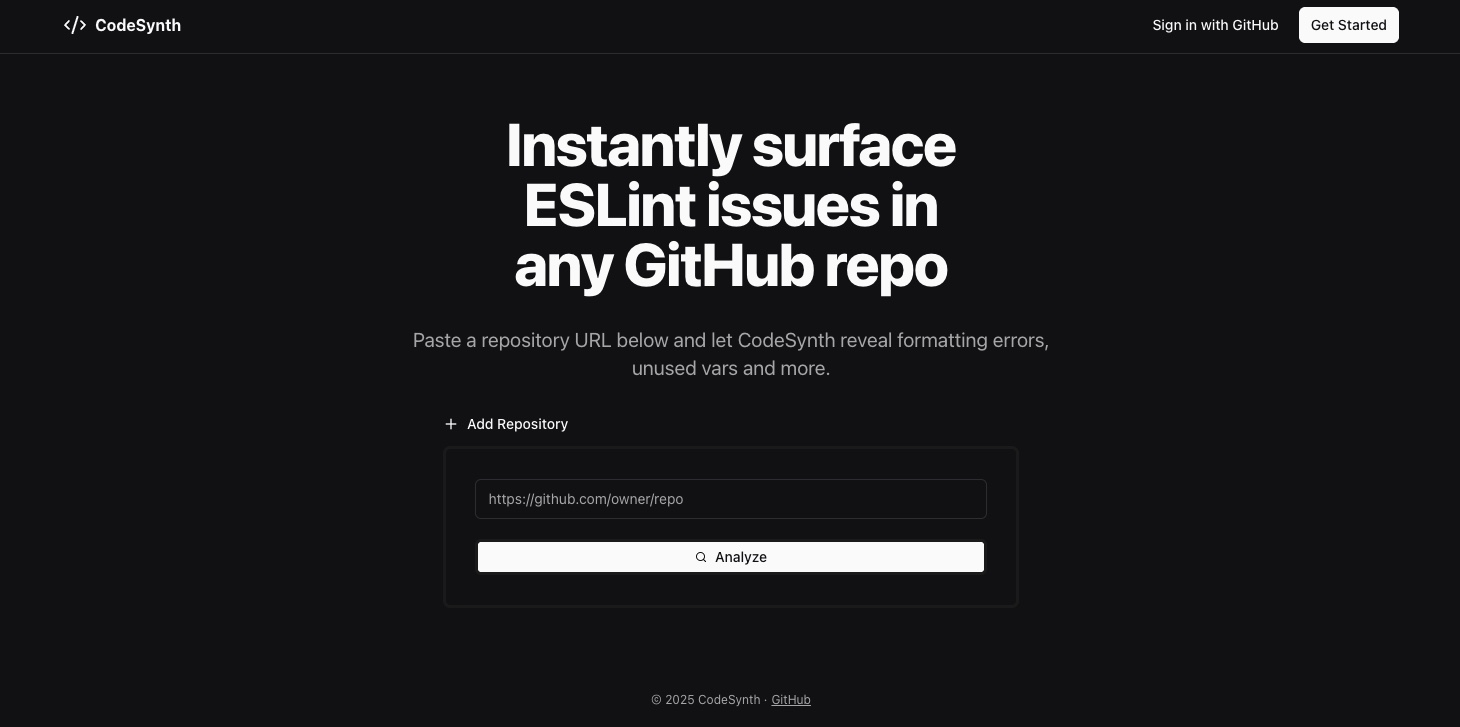 CodeSynth
Sign in with GitHub
Get Started
Instantly surface
ESLint issues in
any GitHub repo
Paste a repository URL below and let CodeSynth reveal formatting errors,
unused vars and more.
Add Repository
https://github.com/owner/repo
Analyze
© 2025 CodeSynth · GitHub